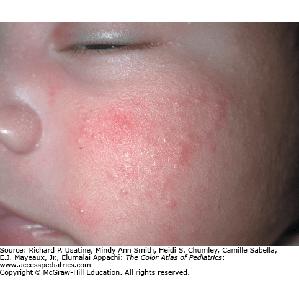 Source: Richard P. Usatine, Mindy Ann Smith, Heidi S. Chumley, Camille Sabella,
E.J. Mayeaux, Jr., Elumalai Appachi: The Color Atlas of Pediatrics:
www.accesspediatrics.com
Copyright © McGraw-Hill Education. All rights reserved.